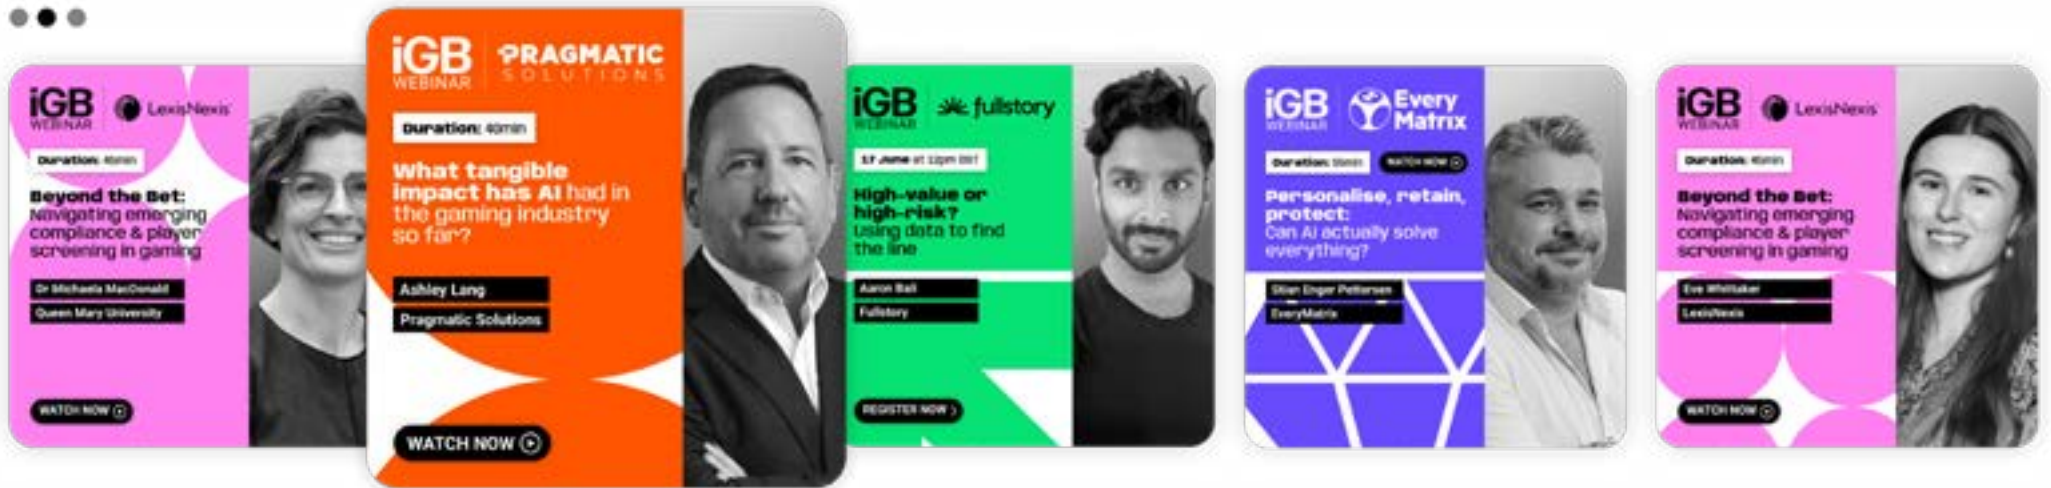 iGB
WEBINAR
LexisNexis
Duration: 45min
Beyond the Bet:
Navigating emerging
compliance & player
screening in gaming
Dr Michaela MacDonald
Queen Mary University
WATCH NOW
iGB
WEBINAR
PRAGMATIC
SOLUTIONS
Duration: 40min
What tangible
impact has AI had in
the gaming industry
so far?
Ashley Lang
Pragmatic Solutions
WATCH NOW
iGB
WEBINAR
fullstory
17 June at 12pm BST
High-value or
high-risk?
Using data to find
the line
Aaron Bali
Fullstory
REGISTER NOW
iGB
WEBINAR
Every
Matrix
Duration:
WATCH NOW
Personalise, retain,
protect:
Can AI actually solve
everything?
Stian Enger Pettersen
EveryMatrix
iGB
WEBINAR
LexisNexis
Duration: 45min
Beyond the Bet:
Navigating emerging
compliance & player
screening in gaming
Eve Whittaker
LexisNexis
WATCH NOW